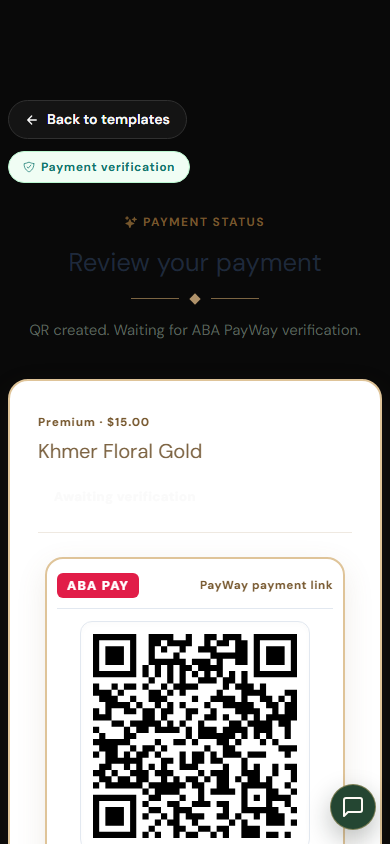 Back to templates
Payment verification
PAYMENT STATUS
Review your payment
QR created. Waiting for ABA PayWay verification.
Premium · $15.00
Khmer Floral Gold
Awaiting verification
ABA PAY
PayWay payment link